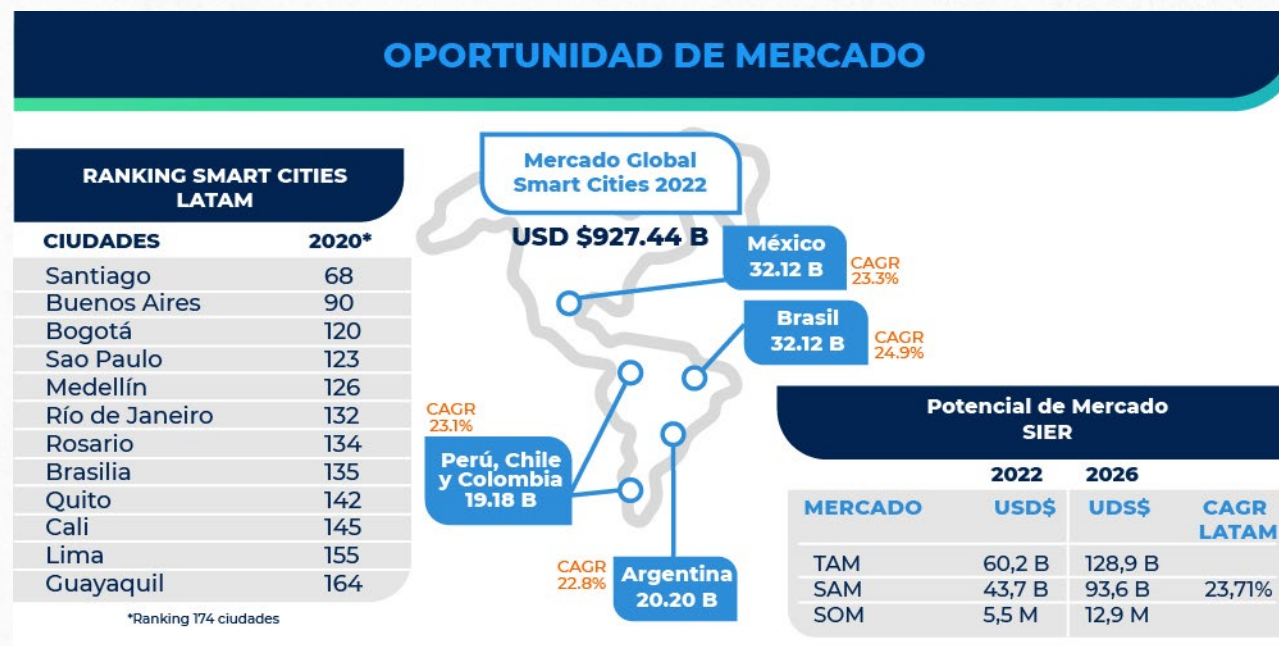 OPORTUNIDAD DE MERCADO
RANKING SMART CITIES
LATAM
CIUDADES 2020*
Santiago 68
Buenos Aires 90
Bogotá 120
Sao Paulo 123
Medellín 126
Río de Janeiro 132
Rosario 134
Brasilia 135
Quito 142
Cali 145
Lima 155
Guayaquil 164
*Ranking 174 ciudades
Mercado Global
Smart Cities 2022
USD $927.44 B
México
32.12 B
CAGR
23.3%
Brasil
32.12 B
CAGR
24.9%
CAGR
23.1%
Perú, Chile
y Colombia
19.18 B
CAGR
22.8%
Argentina
20.20 B
Potencial de Mercado
SIER
2022 2026
MERCADO USD$ UDS$ CAGR
LATAM
TAM 60,2 B 128,9 B
SAM 43,7 B 93,6 B 23,71%
SOM 5,5 M 12,9 M